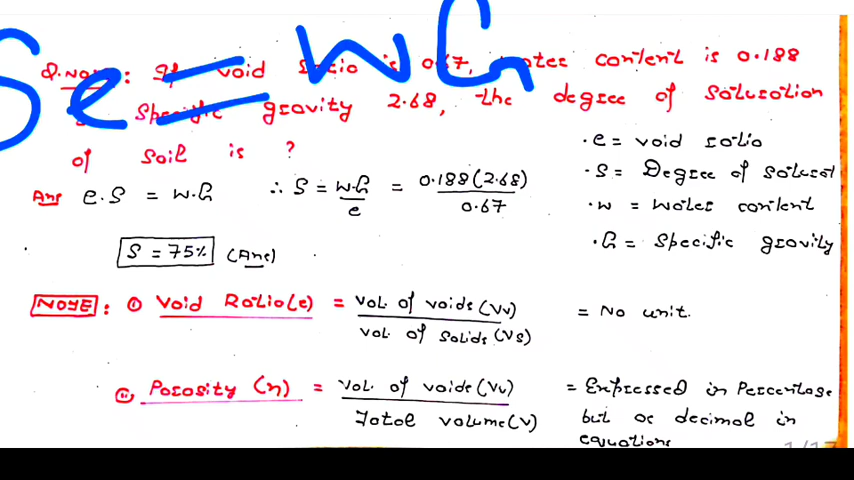 Se = wG
Q. : If void ratio is 0.67, water content is 0.188
& Specific gravity 2.68, the degree of Saturation
of soil is ?
Ans e.S = w.G ∴ S = w.G / e = 0.188(2.68) / 0.67
S = 75% (Ans)
• e = void ratio
• S = Degree of saturat
• w = Water content
• G = Specific gravity
NOTE : ① Void Ratio(e) = Vol. of voids (Vv) / Vol. of solids (Vs) = No unit.
② Porosity (n) = Vol. of voids (Vv) / Total volume (V) = Expressed in Percentage
but as decimal in
equations